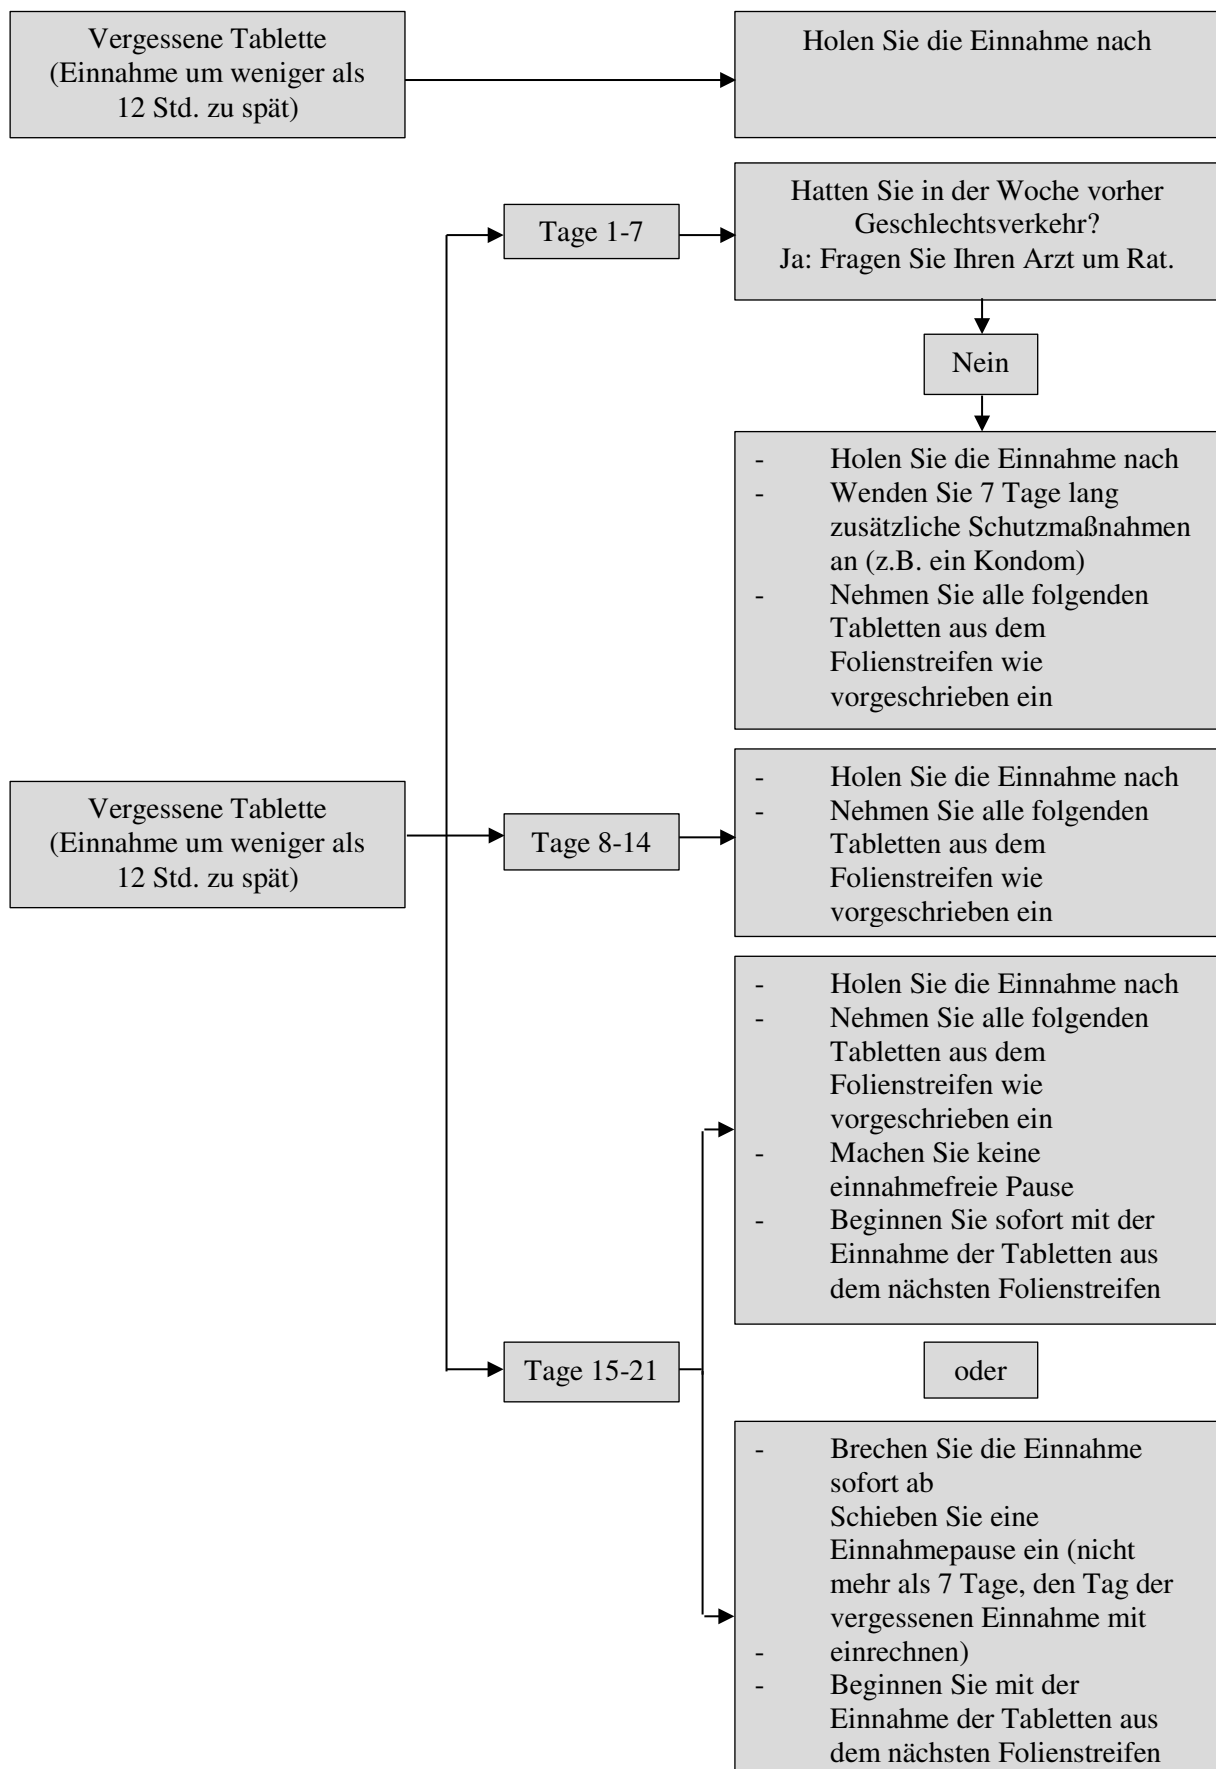 Vergessene Tablette
(Einnahme um weniger als
12 Std. zu spät)
Holen Sie die Einnahme nach
Tage 1-7
Hatten Sie in der Woche vorher
Geschlechtsverkehr?
Ja: Fragen Sie Ihren Arzt um Rat.
Nein
- Holen Sie die Einnahme nach
- Wenden Sie 7 Tage lang
zusätzliche Schutzmaßnahmen
an (z.B. ein Kondom)
- Nehmen Sie alle folgenden
Tabletten aus dem
Folienstreifen wie
vorgeschrieben ein
Vergessene Tablette
(Einnahme um weniger als
12 Std. zu spät)
Tage 8-14
- Holen Sie die Einnahme nach
- Nehmen Sie alle folgenden
Tabletten aus dem
Folienstreifen wie
vorgeschrieben ein
Tage 15-21
- Holen Sie die Einnahme nach
- Nehmen Sie alle folgenden
Tabletten aus dem
Folienstreifen wie
vorgeschrieben ein
- Machen Sie keine
einnahmefreie Pause
- Beginnen Sie sofort mit der
Einnahme der Tabletten aus
dem nächsten Folienstreifen
oder
- Brechen Sie die Einnahme
sofort ab
Schieben Sie eine
Einnahmepause ein (nicht
mehr als 7 Tage, den Tag der
vergessenen Einnahme mit
- einrechnen)
- Beginnen Sie mit der
Einnahme der Tabletten aus
dem nächsten Folienstreifen